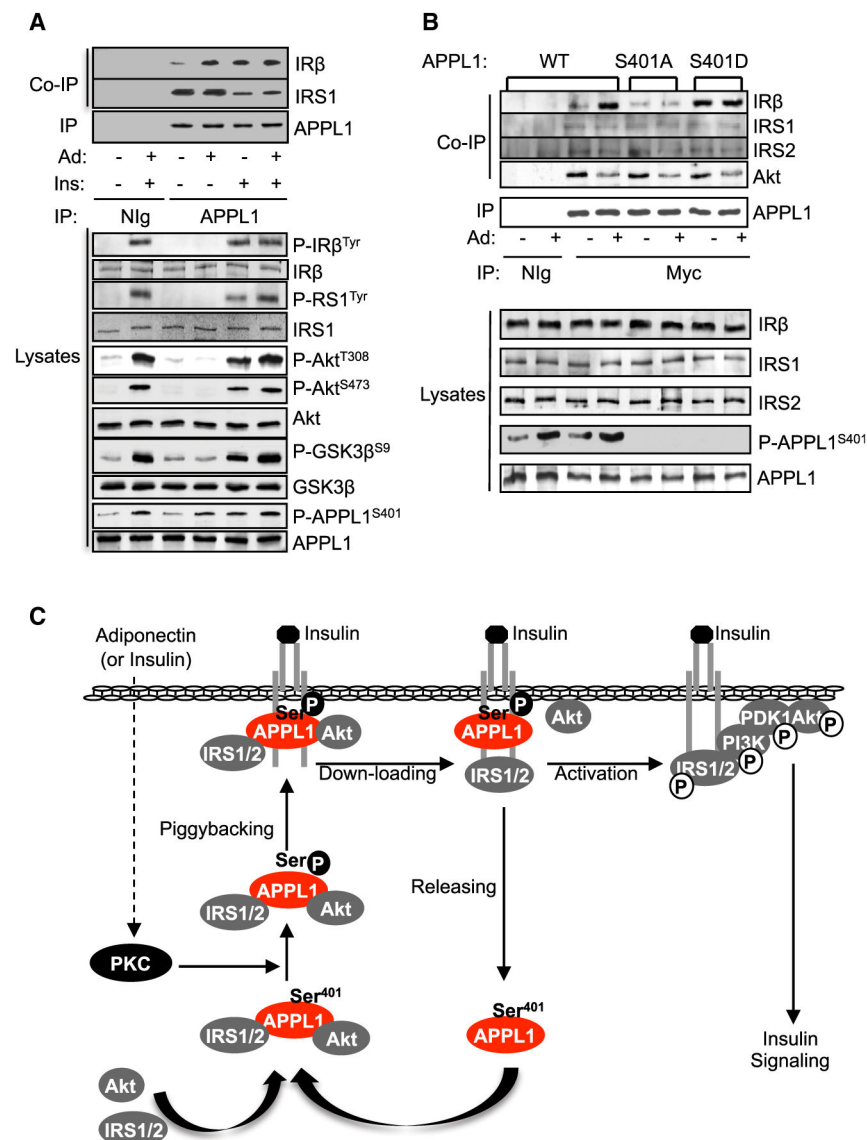 A
Co-IP
IRβ
IRS1
IP
APPL1
Ad: - + - + - +
Ins: - + - - + +
IP: NIg APPL1
Lysates
P-IRβTyr
IRβ
P-RS1Tyr
IRS1
P-AktT308
P-AktS473
Akt
P-GSK3βS9
GSK3β
P-APPL1S401
APPL1
B
APPL1: WT S401A S401D
Co-IP
IRβ
IRS1
IRS2
Akt
IP
APPL1
Ad: - + - + - + - +
IP: NIg Myc
Lysates
IRβ
IRS1
IRS2
P-APPL1S401
APPL1
C
Adiponectin
(or Insulin)
Insulin
Insulin
Insulin
Ser P
APPL1
Akt
IRS1/2
Down-loading
Ser P
APPL1
Akt
IRS1/2
Activation
PDK1 Akt P
PI3K P
P
IRS1/2
P
Piggybacking
Ser P
APPL1
IRS1/2
Akt
Releasing
PKC
Ser401
APPL1
IRS1/2
Akt
Ser401
APPL1
Insulin
Signaling
Akt
IRS1/2